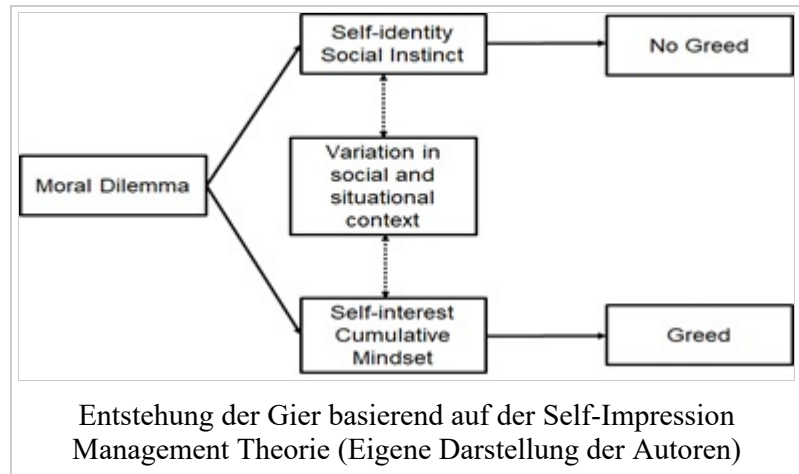 Self-identity
Social Instinct
No Greed
Variation in
social and
situational
context
Moral Dilemma
Self-interest
Cumulative
Mindset
Greed
Entstehung der Gier basierend auf der Self-Impression
Management Theorie (Eigene Darstellung der Autoren)